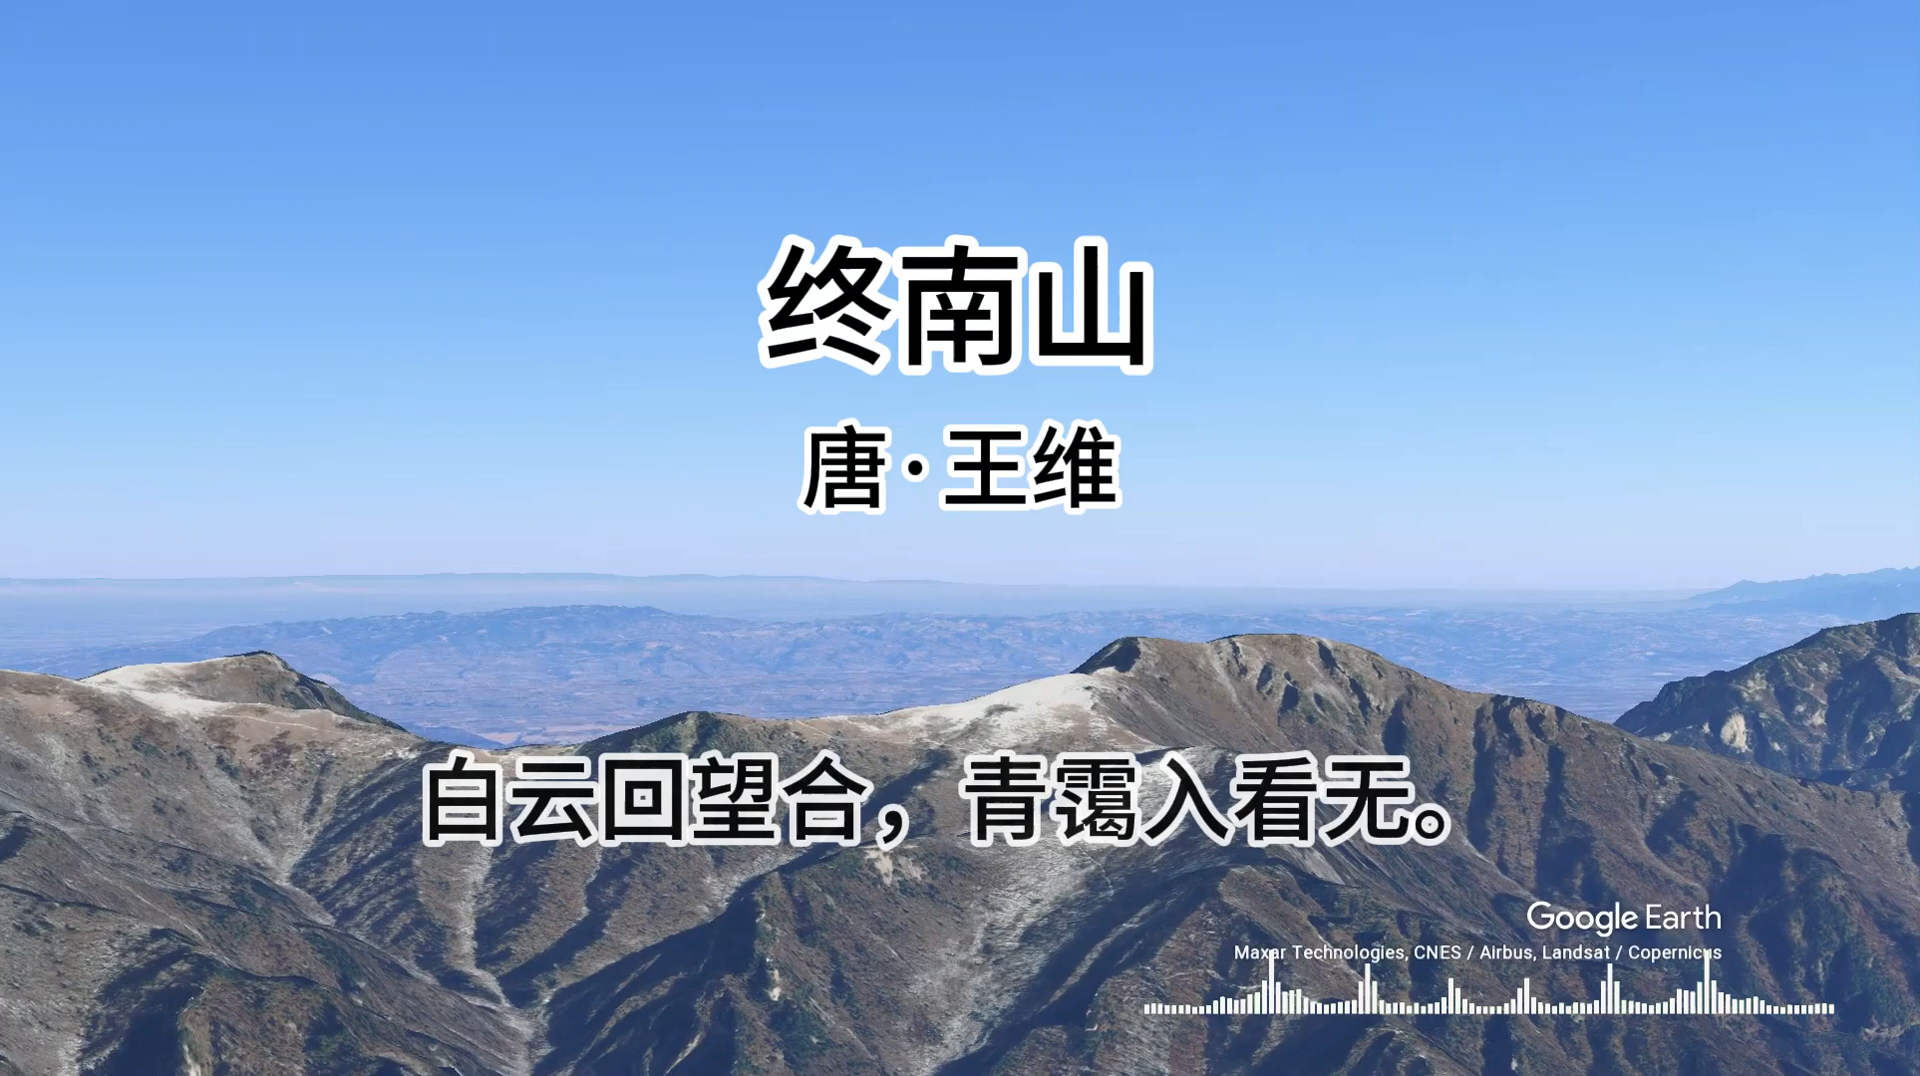 终南山
唐·王维
白云回望合，青霭入看无。
Google Earth
Maxar Technologies, CNES / Airbus, Landsat / Copernicus